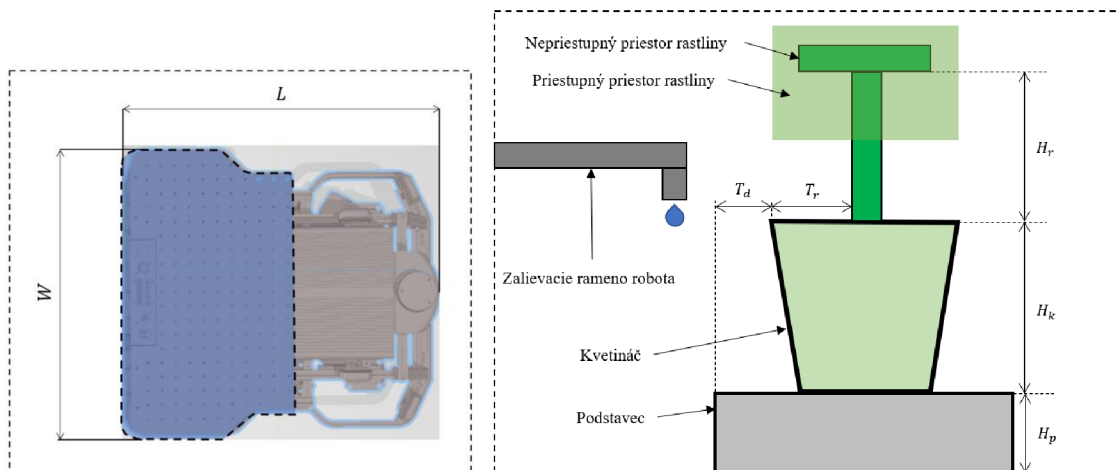 L
W
Nepriestupný priestor rastliny
Priestupný priestor rastliny
H_r
T_d
T_r
Zalievacie rameno robota
H_k
Kvetináč
Podstavec
H_p